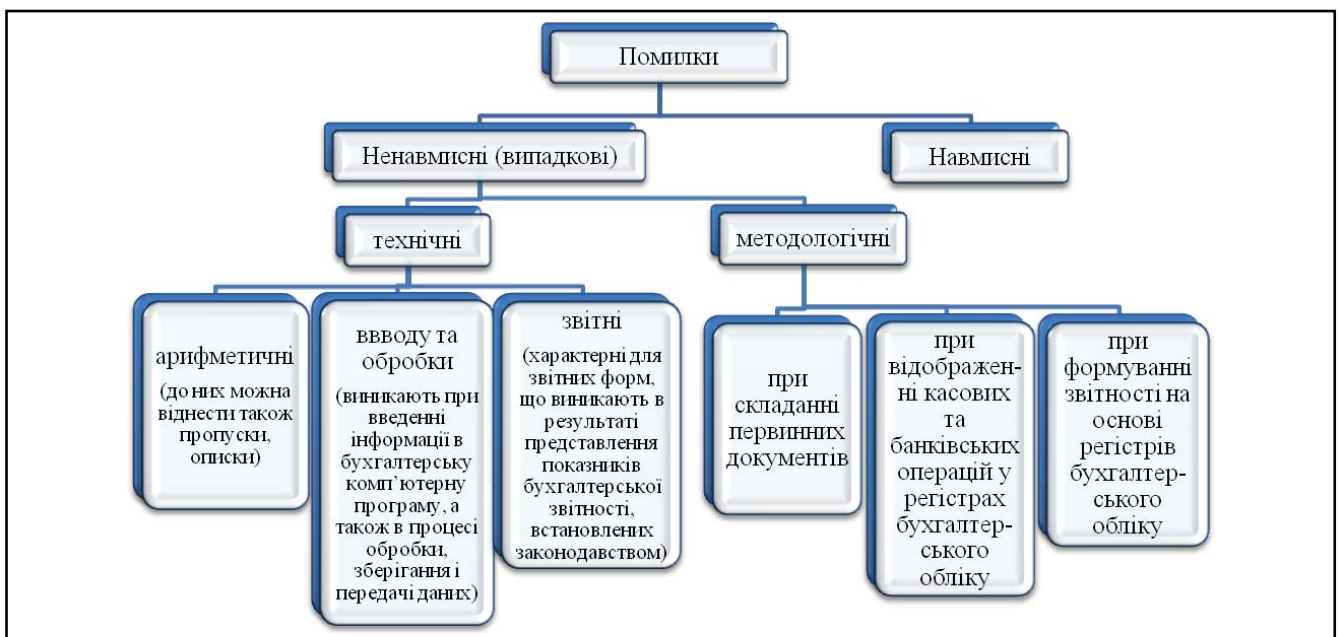 Помилки
Ненавмисні (випадкові)
Навмисні
технічні
методологічні
арифметичні
(до них можна
віднести також
пропуски,
описки)
ввводу та
обробки
(виникають при
введенні
інформації в
бухгалтерську
комп’ютерну
програму, а
також в процесі
обробки,
зберігання і
передачі даних)
звітні
(характерні для
звітних форм,
що виникають в
результаті
представлення
показників
бухгалтерської
звітності,
встановлених
законодавством)
при
складанні
первинних
документів
при
відображен-
ні касових
та
банківських
операцій у
регістрах
бухгалтер-
ського
обліку
при
формуванні
звітності на
основі
регістрів
бухгалтер-
ського
обліку